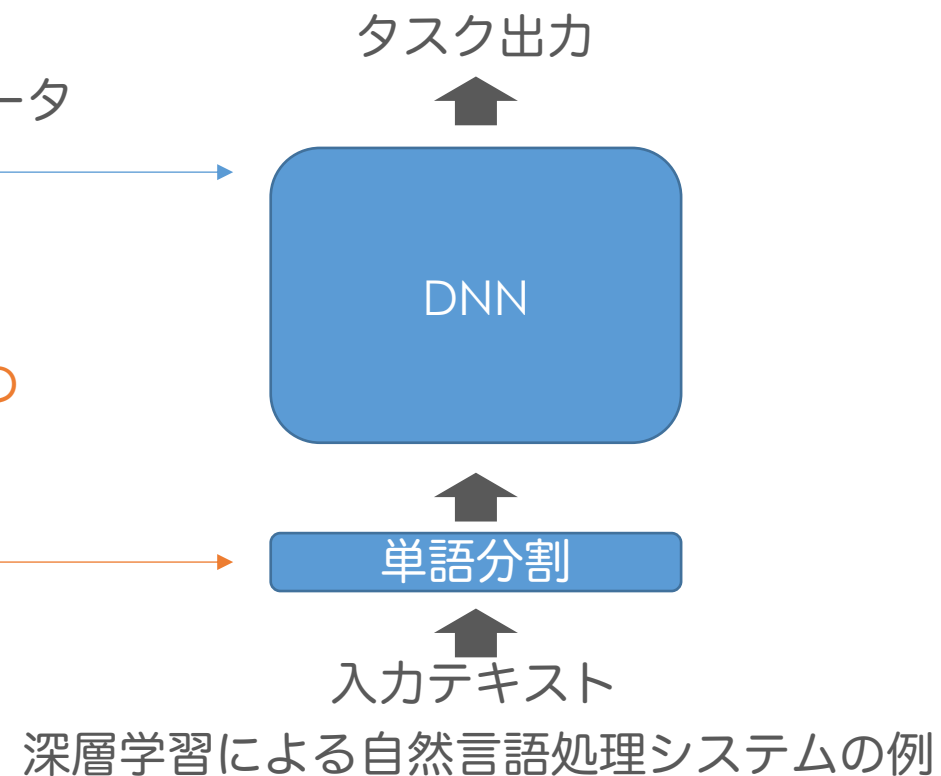 タスク出力
ータ
DNN
の
単語分割
入力テキスト
深層学習による自然言語処理システムの例